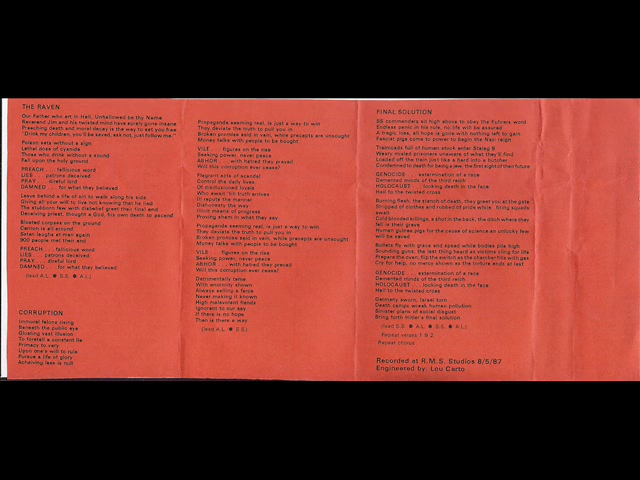 THE RAVEN
Our Father who art in Hell, Unhallowed be thy Name
Reverend Jim and his twisted mind have surely gone insane
Preaching death and moral decay is the way to set you free
"Drink my children, you'll be saved, ask not, just follow me!"
Poison eats without a sign
Lethal dose of cyanide
Those who drink without a sound
Fall upon the holy ground
PREACH . . . fallacious word
LIES . . . patrons deceived
PRAY . . . direful lord
DAMNED . . . for what they believed
Leave behind a life of sin to walk along his side
Giving all your will to live not knowing that he lied
The stubborn few with disbelief greet their final end
Deceiving priest, thought a God, his own death to ascend
Bloated corpses on the ground
Carrion is all around
Satan laughs at man again
900 people met their end
PREACH . . . fallacious word
LIES . . . patrons deceived
PRAY . . . direful lord
DAMNED . . . for what they believed
(lead A.L. ● S.S. ● A.L.)
CORRUPTION
Immoral felons rising
Beneath the public eye
Gloating vast illusion
To foretell a constant lie
Primacy to vary
Upon one's will to rule
Pursue a life of glory
Achieving less is null
Propaganda seeming real, is just a way to win
They deviate the truth to pull you in
Broken promises said in vain, while precepts are unsought
Money talks with people to be bought
VILE . . . figures on the rise
Seeking power, never peace
ABHOR . . . with hatred they prevail
Will this corruption ever cease?
Flagrant acts of scandal
Control the daily lives
Of disillusioned lovels
Who await 'till truth arrives
Ill repute the manner
Dishonesty the way
Illicit means of progress
Proving sham in what they say
Propaganda seeming real, is just a way to win
They deviate the truth to pull you in
Broken promises said in vain, while precepts are unsought
Money talks with people to be bought
VILE . . . figures on the rise
Seeking power, never peace
ABHOR . . . with hatred they prevail
Will this corruption ever cease?
Detrimentally tense
With enormity shown
Always selling a farce
Never making it known
High malevolent fiends
Ignorant to our say
If there is no hope
Then is there a way
(lead A.L. ● S.S.)
FINAL SOLUTION
SS commanders sit high above to obey the Fuhrers word
Endless panic in his rule, no life will be assured
A tragic loss, all hope is gone with nothing left to gain
Fascist pigs come to power to begin the Nazi reign
Trainloads full of human stock enter Stalag 9
Weary misled prisoners unaware of what they'll find
Loaded off the train just like a herd into a butcher
Condemned to death for being a jew, the first sight of their future
GENOCIDE . . . extermination of a race
Demented minds of the third reich
HOLOCAUST . . . looking death in the face
Hail to the twisted cross
Burning flesh, the stench of death, they greet you at the gate
Stripped of clothes and robbed of pride while firing squads
await
Cold blooded killings, a shot in the back, the ditch where they
fall is their grave
Human guinea pigs for the cause of science an unlucky few
will be saved
Bullets fly with grave end speed while bodies pile high
Sounding guns, the last thing heard as victims cling for life
Prepare the oven, flip the switch as the chamber fills with gas
Cry for help, no mercy shown as the torture ends at last
GENOCIDE . . . extermination of a race
Demented minds of the third reich
HOLOCAUST . . . looking death in the face
Hail to the twisted cross
Germany sworn, Israel torn
Death camps wreak human pollution
Sinister plans of social disgust
Bring forth Hitler's final solution
(lead S.S. ● A.L. ● S.S. ● A.L.)
Repeat verses 1 & 2
Repeat chorus
Recorded at R.M.S. Studios 8/5/87
Engineered by: Lou Carto